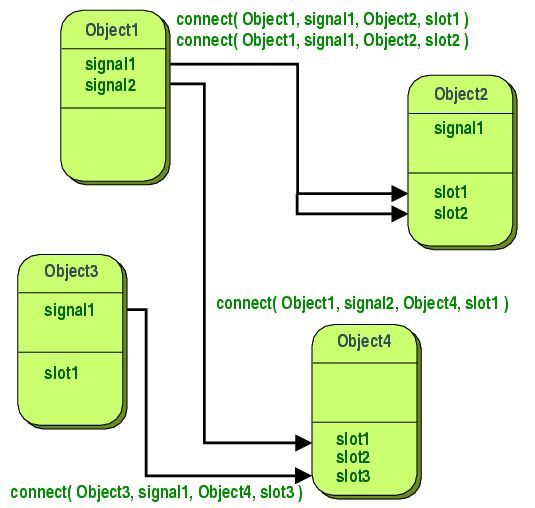 connect( Object1, signal1, Object2, slot1 )
connect( Object1, signal1, Object2, slot2 )
Object1
signal1
signal2
Object2
signal1
slot1
slot2
Object3
signal1
slot1
connect( Object1, signal2, Object4, slot1 )
Object4
slot1
slot2
slot3
connect( Object3, signal1, Object4, slot3 )